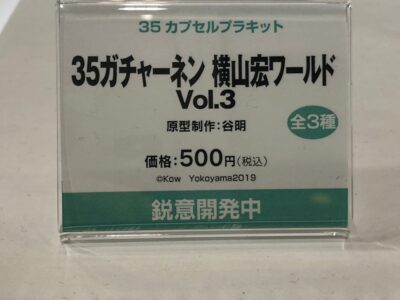 35 カプセルプラキット
35ガチャーネン 横山宏ワールド
Vol.3
原型制作:谷明
全3種
価格:500円(税込)
©Kow Yokoyama2019
鋭意開発中